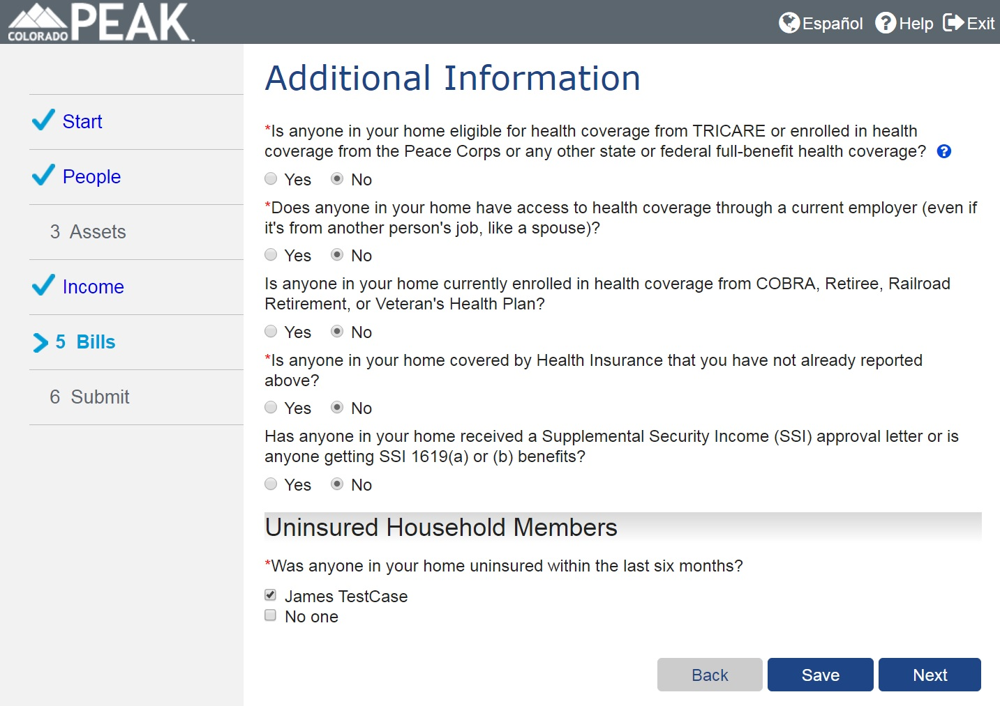 COLORADO PEAK
Español Help Exit
Start
People
3 Assets
Income
5 Bills
6 Submit
Additional Information
*Is anyone in your home eligible for health coverage from TRICARE or enrolled in health
coverage from the Peace Corps or any other state or federal full-benefit health coverage?
Yes No
*Does anyone in your home have access to health coverage through a current employer (even if
it's from another person's job, like a spouse)?
Yes No
Is anyone in your home currently enrolled in health coverage from COBRA, Retiree, Railroad
Retirement, or Veteran's Health Plan?
Yes No
*Is anyone in your home covered by Health Insurance that you have not already reported
above?
Yes No
Has anyone in your home received a Supplemental Security Income (SSI) approval letter or is
anyone getting SSI 1619(a) or (b) benefits?
Yes No
Uninsured Household Members
*Was anyone in your home uninsured within the last six months?
James TestCase
No one
Back Save Next